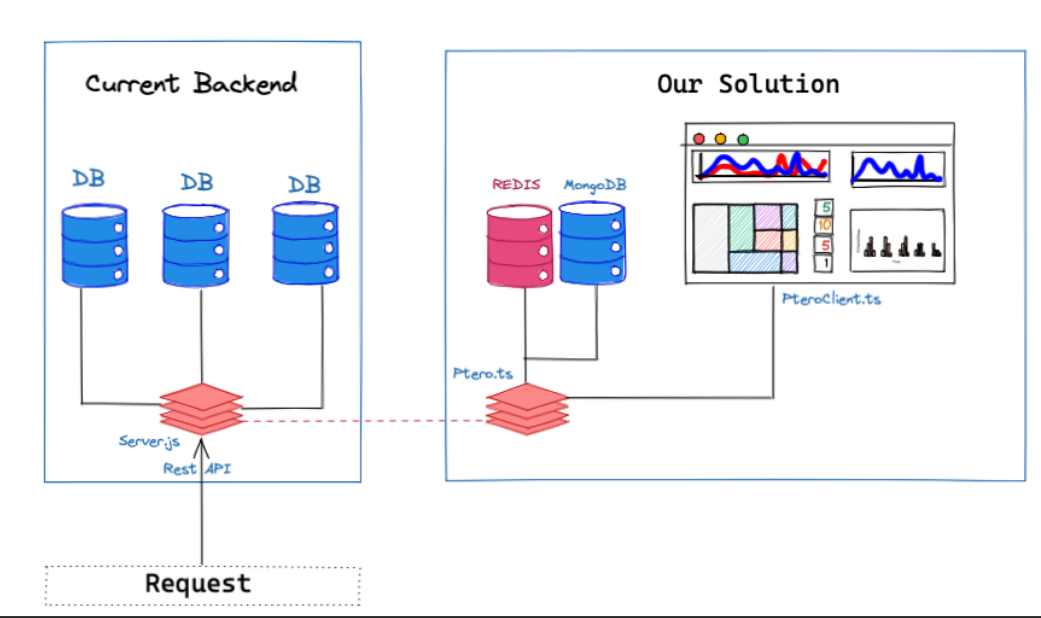 Current Backend
DB
DB
DB
Server.js
Rest API
Request
Our Solution
REDIS
MongoDB
5
10
5
1
PteroClient.ts
Ptero.ts